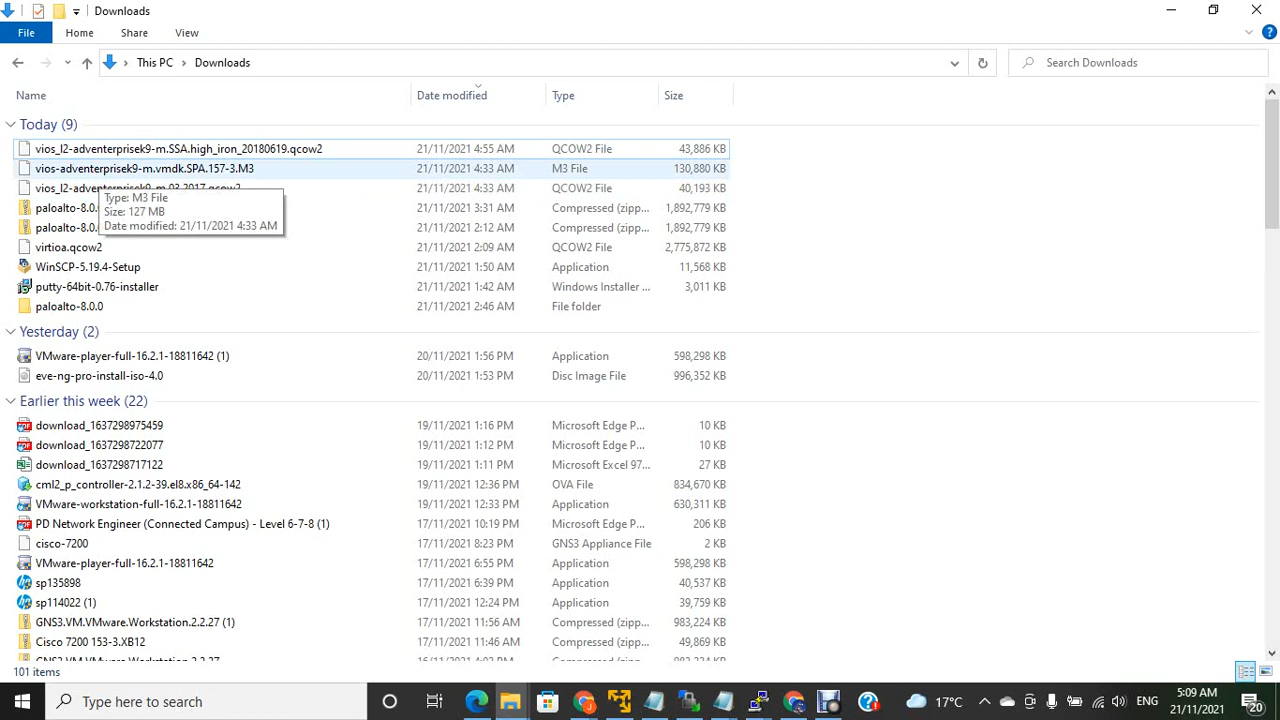 Downloads
File Home Share View
This PC Downloads Search Downloads
Name Date modified Type Size
Today (9)
vios_l2-adventerprisek9-m.SSA.high_iron_20180619.qcow2 21/11/2021 4:55 AM QCOW2 File 43,886 KB
vios-adventerprisek9-m.vmdk.SPA.157-3.M3 21/11/2021 4:33 AM M3 File 130,880 KB
vios_l2-adventerprisek9-m.03.2017.qcow2 21/11/2021 4:33 AM QCOW2 File 40,193 KB
Type: M3 File
Size: 127 MB
Date modified: 21/11/2021 4:33 AM
paloalto-8.0. 21/11/2021 3:31 AM Compressed (zipp... 1,892,779 KB
paloalto-8.0. 21/11/2021 2:12 AM Compressed (zipp... 1,892,779 KB
virtioa.qcow2 21/11/2021 2:09 AM QCOW2 File 2,775,872 KB
WinSCP-5.19.4-Setup 21/11/2021 1:50 AM Application 11,568 KB
putty-64bit-0.76-installer 21/11/2021 1:42 AM Windows Installer ... 3,011 KB
paloalto-8.0.0 21/11/2021 2:46 AM File folder
Yesterday (2)
VMware-player-full-16.2.1-18811642 (1) 20/11/2021 1:56 PM Application 598,298 KB
eve-ng-pro-install-iso-4.0 20/11/2021 1:53 PM Disc Image File 996,352 KB
Earlier this week (22)
download_1637298975459 19/11/2021 1:16 PM Microsoft Edge P... 10 KB
download_1637298722077 19/11/2021 1:12 PM Microsoft Edge P... 10 KB
download_1637298717122 19/11/2021 1:11 PM Microsoft Excel 97... 27 KB
cml2_p_controller-2.1.2-39.el8.x86_64-142 19/11/2021 12:36 PM OVA File 834,670 KB
VMware-workstation-full-16.2.1-18811642 19/11/2021 12:33 PM Application 630,311 KB
PD Network Engineer (Connected Campus) - Level 6-7-8 (1) 17/11/2021 10:19 PM Microsoft Edge P... 206 KB
cisco-7200 17/11/2021 8:23 PM GNS3 Appliance File 2 KB
VMware-player-full-16.2.1-18811642 17/11/2021 6:55 PM Application 598,298 KB
sp135898 17/11/2021 6:39 PM Application 40,537 KB
sp114022 (1) 17/11/2021 12:24 PM Application 39,759 KB
GNS3.VM.VMware.Workstation.2.2.27 (1) 17/11/2021 11:56 AM Compressed (zipp... 983,224 KB
Cisco 7200 153-3.XB12 17/11/2021 11:46 AM Compressed (zipp... 49,869 KB
GNS3.VM.VMware.Workstation.2.2.27
101 items
Type here to search 17°C ENG 5:09 AM
21/11/2021 20